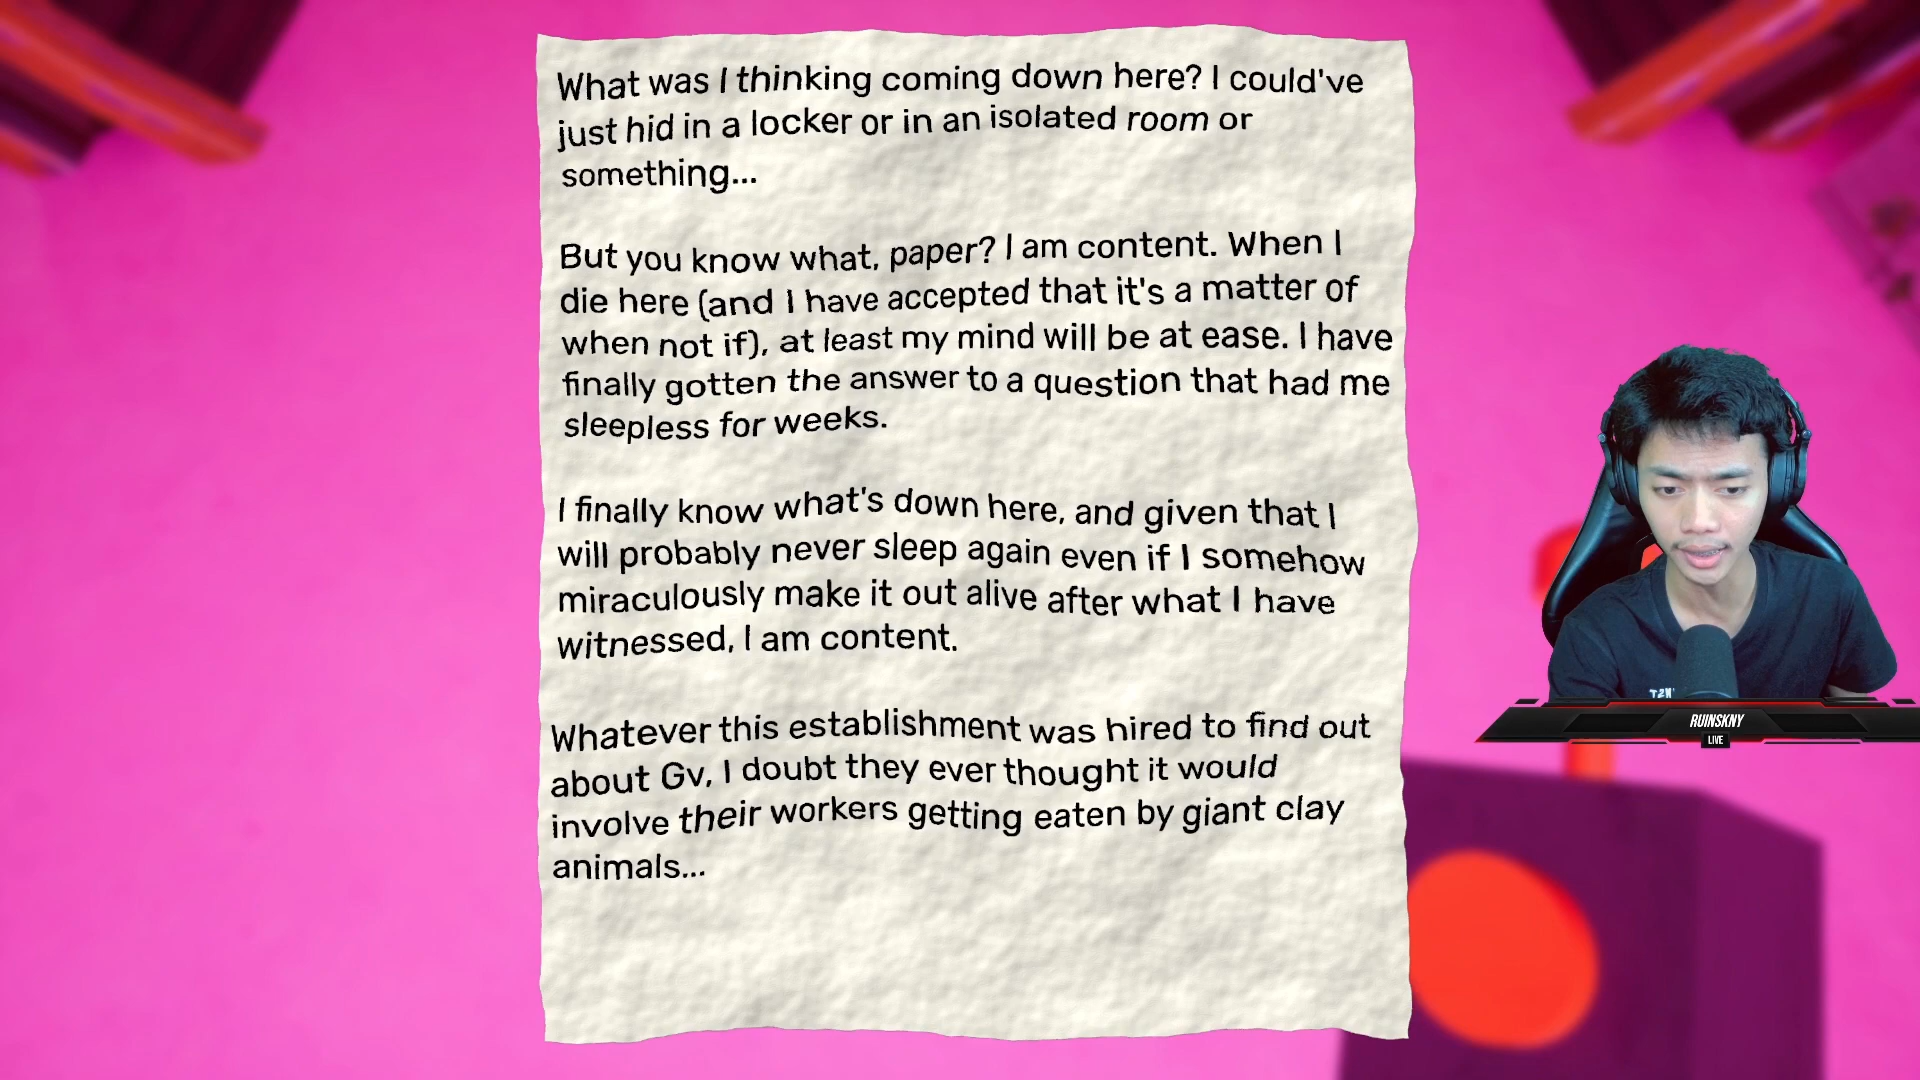 What was I thinking coming down here? I could've
just hid in a locker or in an isolated room or
something...
But you know what, paper? I am content. When I
die here (and I have accepted that it's a matter of
when not if), at least my mind will be at ease. I have
finally gotten the answer to a question that had me
sleepless for weeks.
I finally know what's down here, and given that I
will probably never sleep again even if I somehow
miraculously make it out alive after what I have
witnessed, I am content.
Whatever this establishment was hired to find out
about Gv, I doubt they ever thought it would
involve their workers getting eaten by giant clay
animals...
RUINSKNY
LIVE